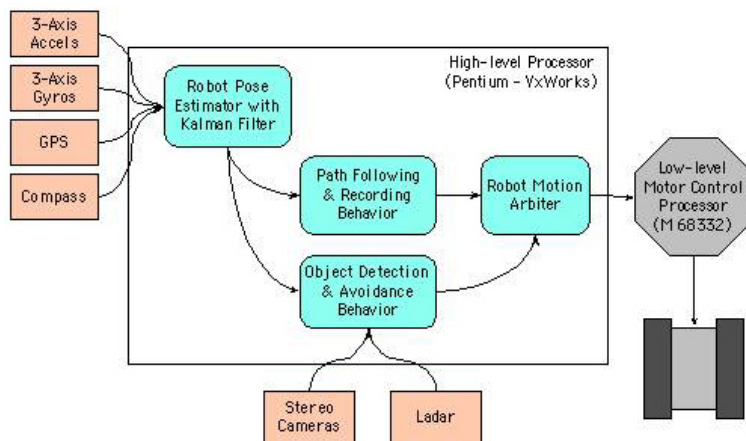 3-Axis
Accels
3-Axis
Gyros
GPS
Compass
High-level Processor
(Pentium - VxWorks)
Robot Pose
Estimator with
Kalman Filter
Path Following
& Recording
Behavior
Robot Motion
Arbiter
Low-level
Motor Control
Processor
(M68332)
Object Detection
& Avoidance
Behavior
Stereo
Cameras
Ladar